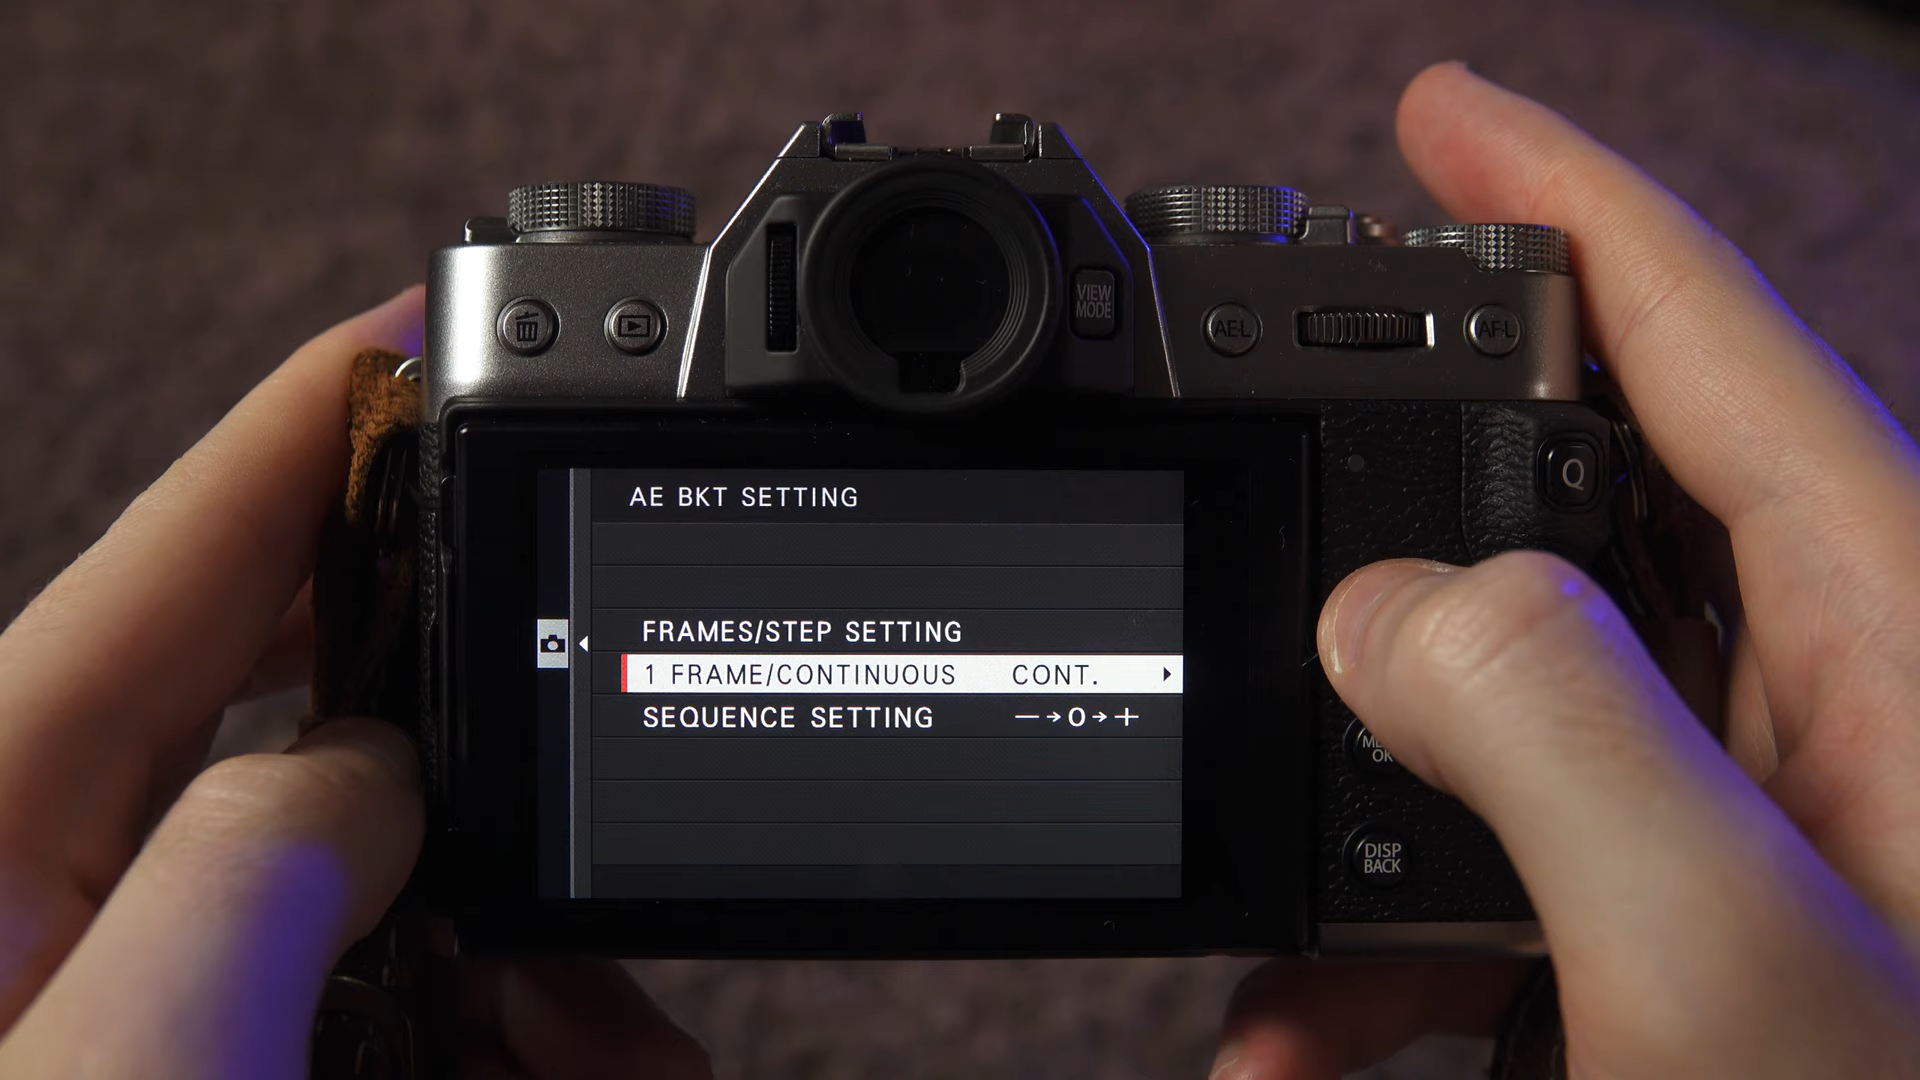 VIEW
MODE
AE-L
AF-L
Q
AE BKT SETTING
FRAMES/STEP SETTING
1 FRAME/CONTINUOUS CONT.
SEQUENCE SETTING —→0→+
OK
DISP
BACK